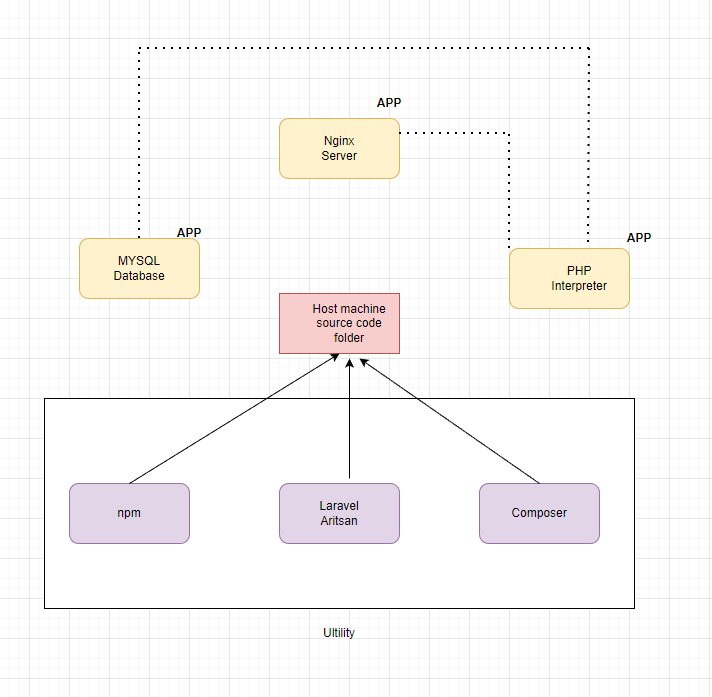 APP
Nginx
Server
APP
MYSQL
Database
APP
PHP
Interpreter
Host machine
source code
folder
npm
Laravel
Aritsan
Composer
Ultility